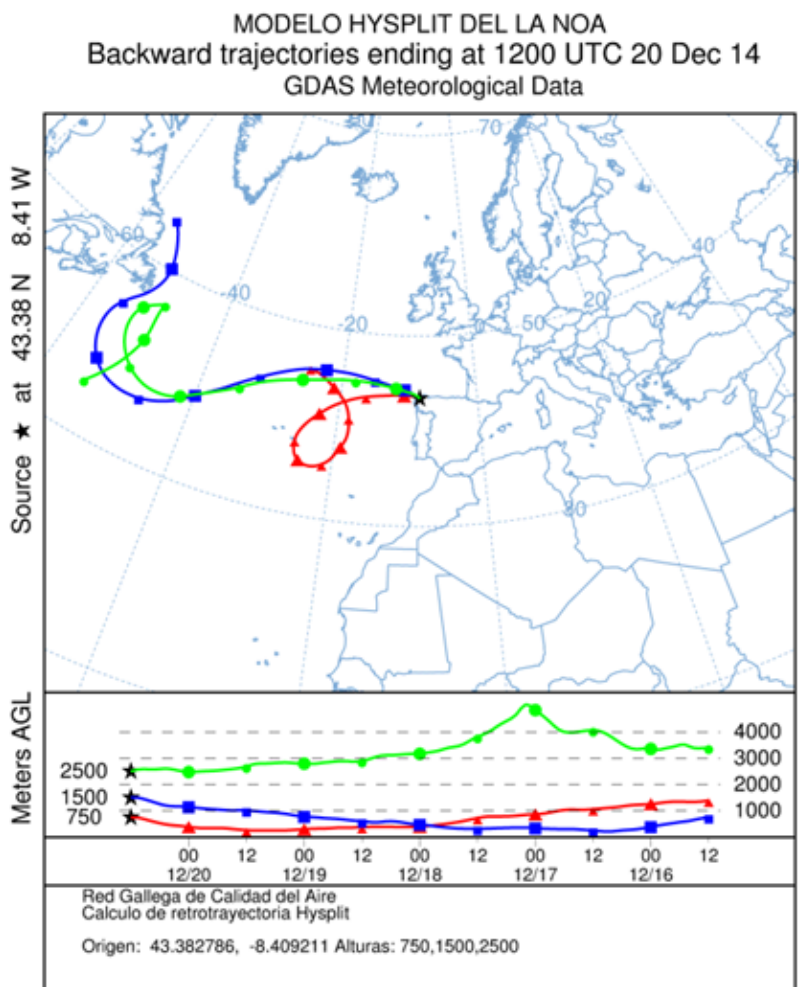 MODELO HYSPLIT DEL LA NOA
Backward trajectories ending at 1200 UTC 20 Dec 14
GDAS Meteorological Data
Source ★ at 43.38 N 8.41 W
70
60
-40
-20
40
20
50
30
Meters AGL
2500
1500
750
4000
3000
2000
1000
00 12 00 12 00 12 00 12 00 12
12/20 12/19 12/18 12/17 12/16
Red Gallega de Calidad del Aire
Calculo de retrotrayectoria Hysplit
Origen: 43.382786, -8.409211 Alturas: 750,1500,2500